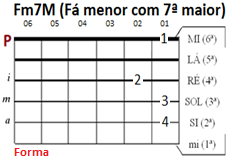 Fm7M (Fá menor com 7ª maior)
06 05 04 03 02 01
P 1 MI (6ª)
LÁ (5ª)
i 2 RÉ (4ª)
m 3 SOL (3ª)
a 4 SI (2ª)
mi (1ª)
Forma